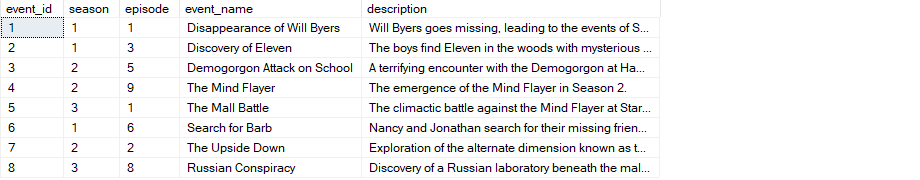 event_id season episode event_name description
1 1 1 Disappearance of Will Byers Will Byers goes missing, leading to the events of S...
2 1 3 Discovery of Eleven The boys find Eleven in the woods with mysterious ...
3 2 5 Demogorgon Attack on School A terrifying encounter with the Demogorgon at Ha...
4 2 9 The Mind Flayer The emergence of the Mind Flayer in Season 2.
5 3 1 The Mall Battle The climactic battle against the Mind Flayer at Star...
6 1 6 Search for Barb Nancy and Jonathan search for their missing frien...
7 2 2 The Upside Down Exploration of the alternate dimension known as t...
8 3 8 Russian Conspiracy Discovery of a Russian laboratory beneath the mal...